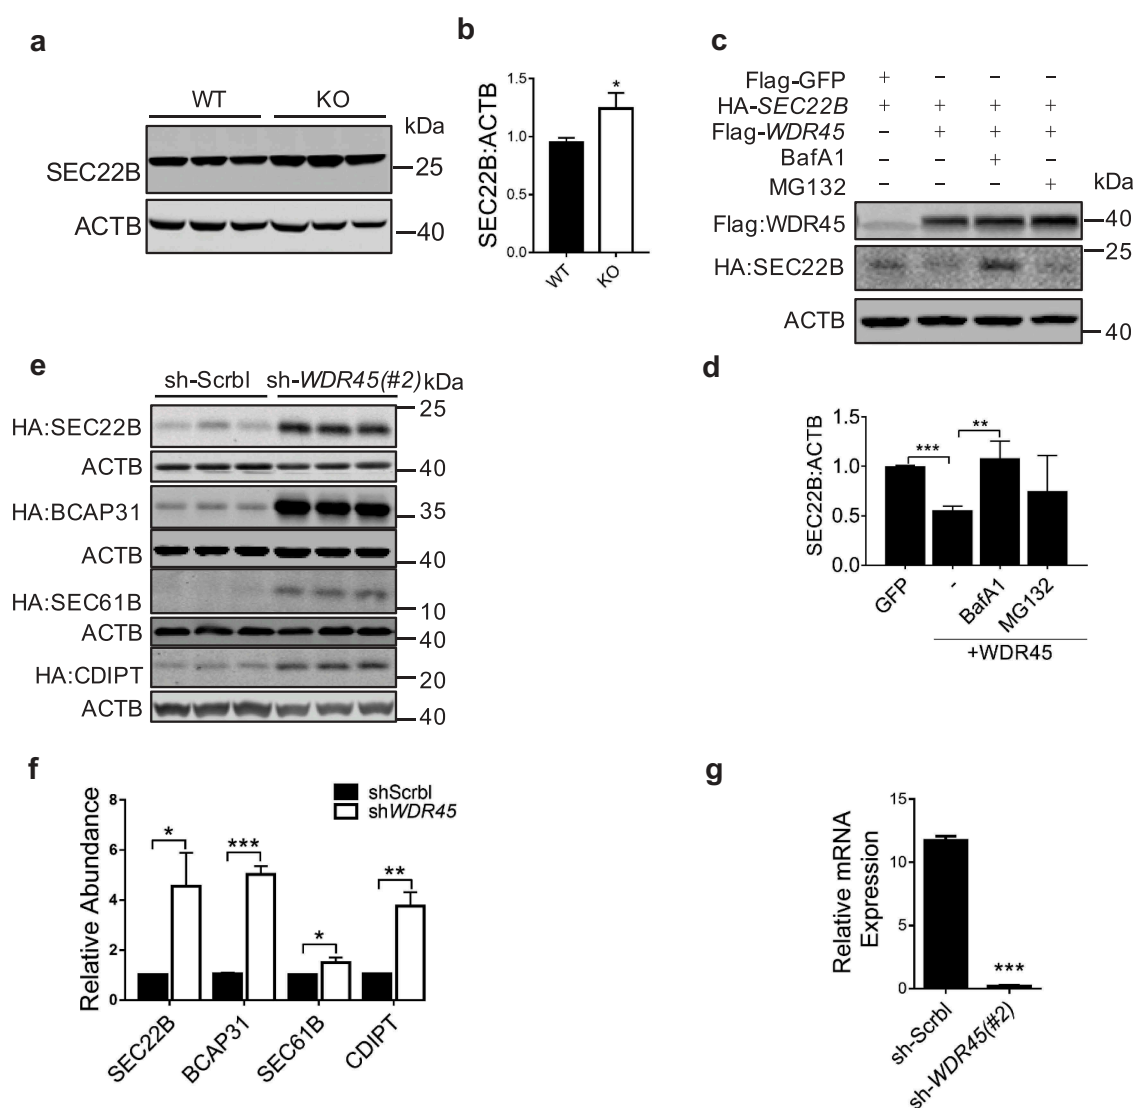 a
WT KO
kDa
SEC22B
25
ACTB
40
b
*
SEC22B:ACTB
1.5
1.0
0.5
0.0
WT
KO
c
Flag-GFP + – – –
HA-SEC22B + + + +
Flag-WDR45 – + + +
BafA1 – – + –
MG132 – – – +
kDa
Flag:WDR45
40
25
HA:SEC22B
ACTB
40
d
SEC22B:ACTB
1.5
1.0
0.5
0.0
***
**
GFP
-
BafA1
MG132
+WDR45
e
sh-Scrbl sh-WDR45(#2) kDa
25
HA:SEC22B
ACTB
40
HA:BCAP31
35
ACTB
40
HA:SEC61B
10
ACTB
40
HA:CDIPT
20
ACTB
40
f
shScrbl
shWDR45
Relative Abundance
8
6
4
2
0
*
***
*
**
SEC22B
BCAP31
SEC61B
CDIPT
g
Relative mRNA
Expression
15
10
5
0
***
sh-Scrbl
sh-WDR45(#2)